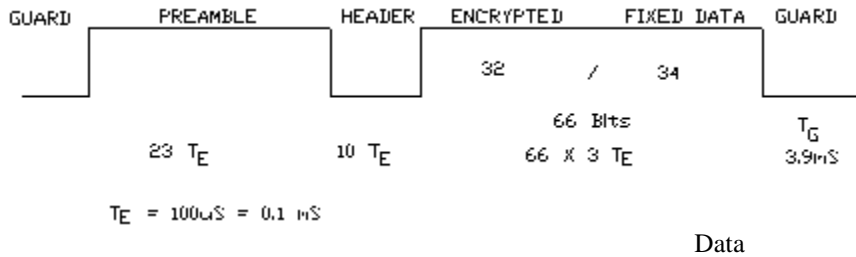 GUARD PREAMBLE HEADER ENCRYPTED FIXED DATA GUARD
32 / 34
66 Bits TG
23 TE 10 TE 66 X 3 TE 3.9mS
TE = 100uS = 0.1 mS
Data